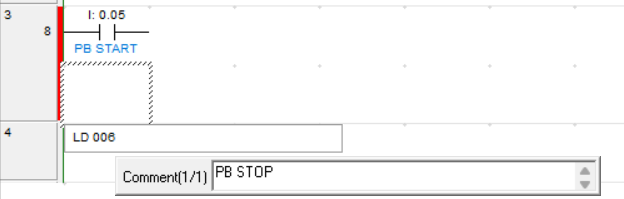 3
I: 0.05
8
PB START
4
LD 006
Comment(1/1) PB STOP